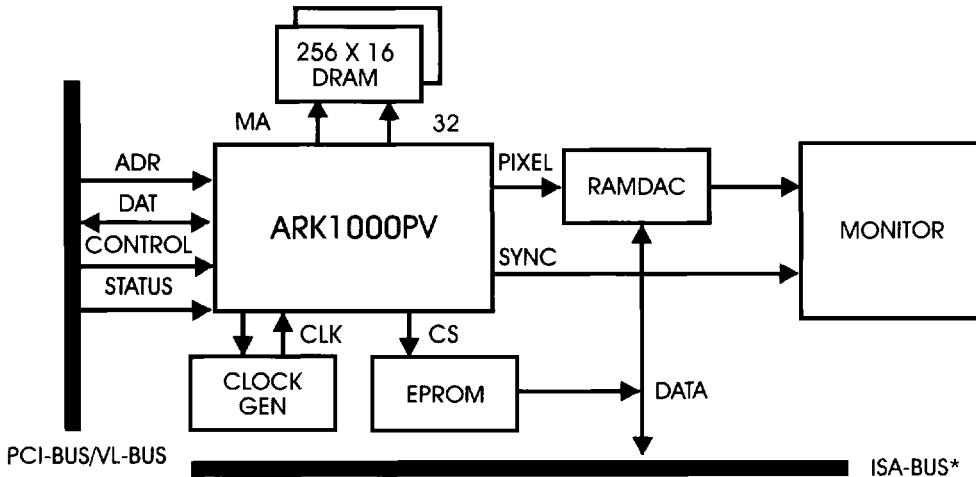 256 X 16
DRAM
MA
32
ADR
DAT
CONTROL
STATUS
ARK1000PV
PIXEL
RAMDAC
MONITOR
SYNC
CLK
CS
CLOCK
GEN
EPROM
DATA
PCI-BUS/VL-BUS
ISA-BUS*